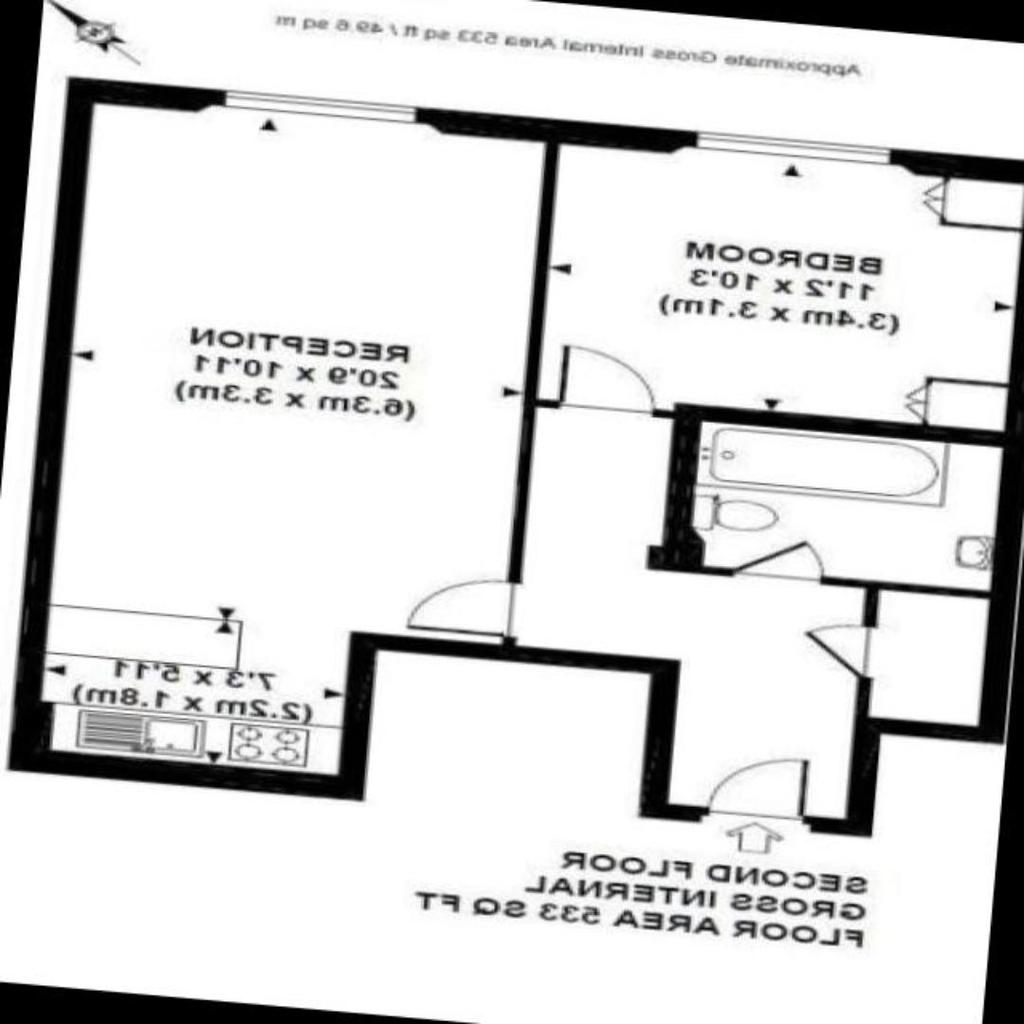 Approximate Gross Internal Area 533 sq ft / 49.6 sq m
BEDROOM
11'2 x 10'3
(3.4m x 3.1m)
RECEPTION
20'9 x 10'11
(6.3m x 3.3m)
7'3 x 5'11
(2.2m x 1.8m)
SECOND FLOOR
GROSS INTERNAL
FLOOR AREA 533 SQ FT